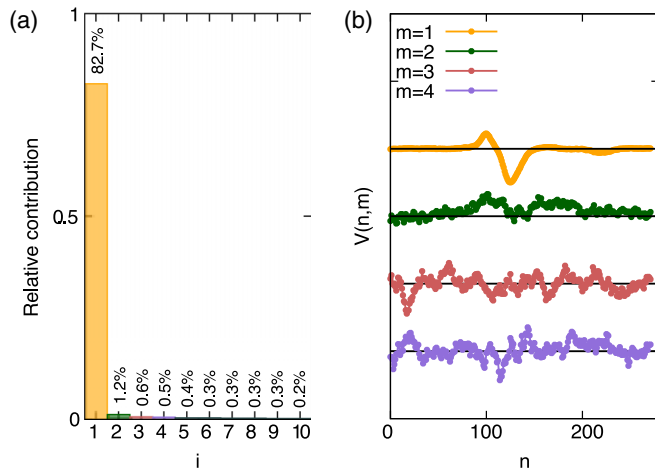 (a)
1
0.5
0
Relative contribution
82.7%
1.2%
0.6%
0.5%
0.4%
0.3%
0.3%
0.3%
0.3%
0.2%
1 2 3 4 5 6 7 8 9 10
i
(b)
m=1
m=2
m=3
m=4
V(n,m)
0 100 200
n